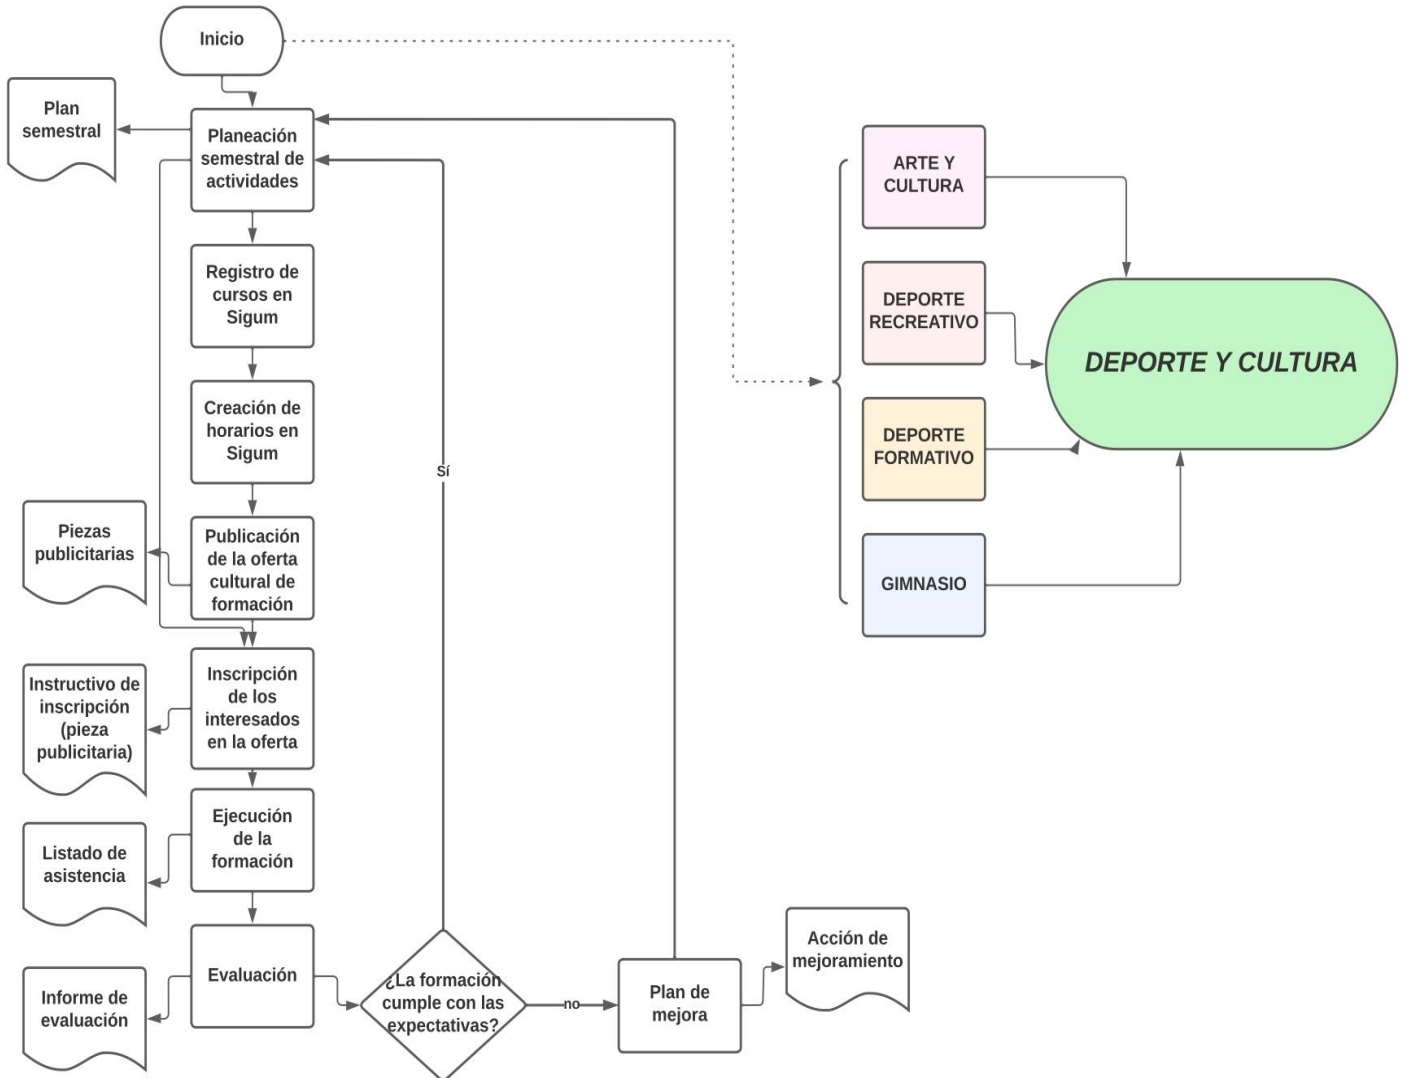 Inicio
Plan
semestral
Planeación
semestral de
actividades
Registro de
cursos en
Sigum
Creación de
horarios en
Sigum
Piezas
publicitarias
Publicación
de la oferta
cultural de
formación
Instructivo de
inscripción
(pieza
publicitaria)
Inscripción
de los
interesados
en la oferta
Listado de
asistencia
Ejecución
de la
formación
Informe de
evaluación
Evaluación
¿La formación
cumple con las
expectativas?
Sí
no
Plan de
mejora
Acción de
mejoramiento
ARTE Y
CULTURA
DEPORTE
RECREATIVO
DEPORTE
FORMATIVO
GIMNASIO
DEPORTE Y CULTURA